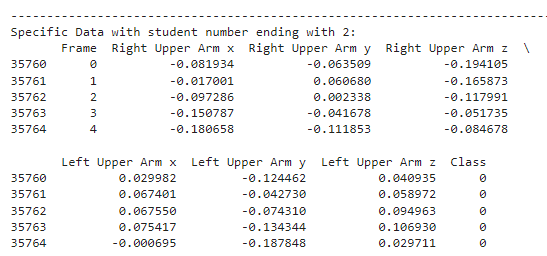 --------------------------------------------------------------------------------
Specific Data with student number ending with 2:
Frame Right Upper Arm x Right Upper Arm y Right Upper Arm z \
35760 0 -0.081934 -0.063509 -0.194105
35761 1 -0.017001 0.060680 -0.165873
35762 2 -0.097286 0.002338 -0.117991
35763 3 -0.150787 -0.041678 -0.051735
35764 4 -0.180658 -0.111853 -0.084678
Left Upper Arm x Left Upper Arm y Left Upper Arm z Class
35760 0.029982 -0.124462 0.040935 0
35761 0.067401 -0.042730 0.058972 0
35762 0.067550 -0.074310 0.094963 0
35763 0.075417 -0.134344 0.106930 0
35764 -0.000695 -0.187848 0.029711 0